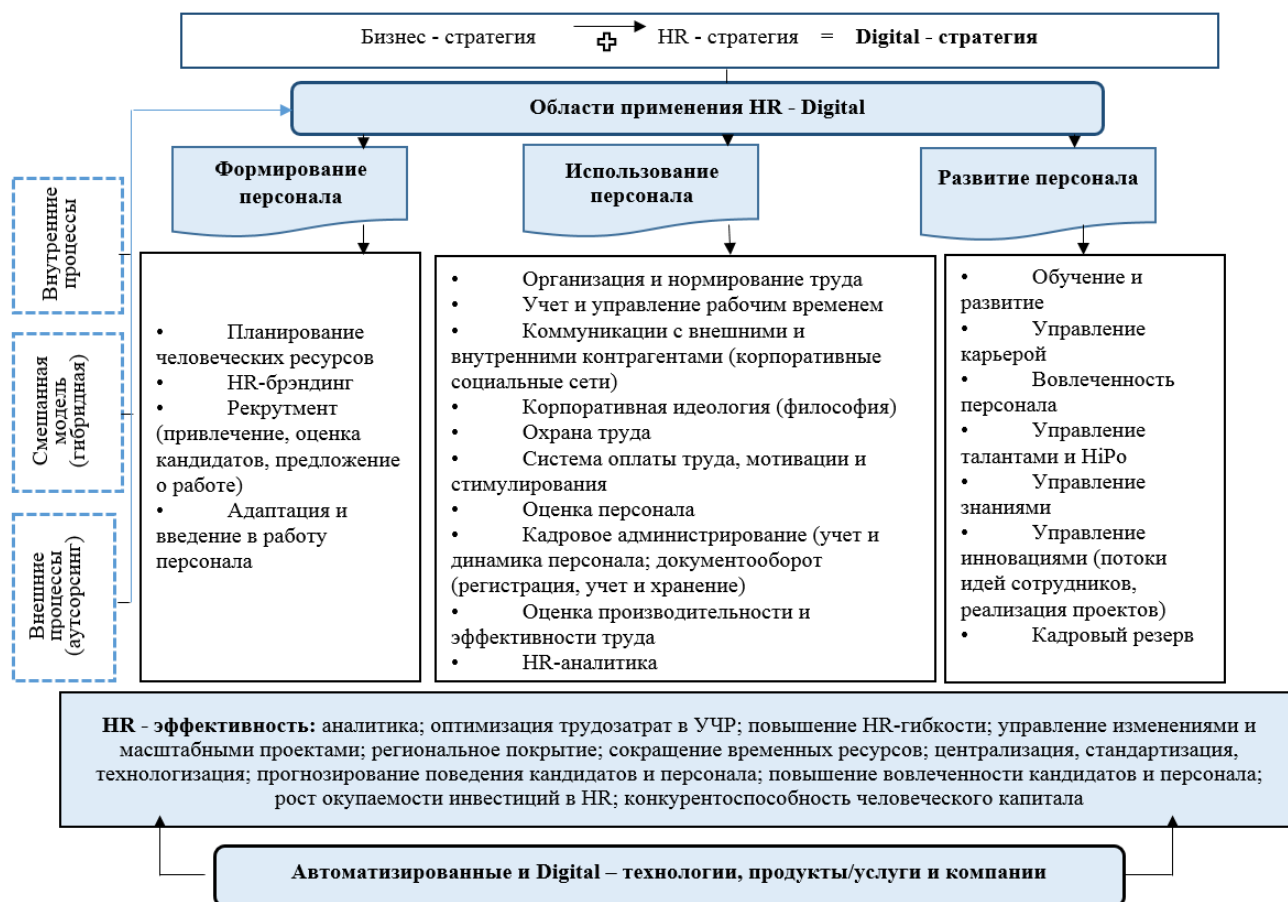 Бизнес - стратегия HR - стратегия = Digital - стратегия
Области применения HR - Digital
Формирование
персонала
Использование
персонала
Развитие персонала
Внутренние
процессы
Смешанная
модель
(гибридная)
Внешние
процессы
(аутсорсинг)
• Планирование
человеческих ресурсов
• HR-брэндинг
• Рекрутмент
(привлечение, оценка
кандидатов, предложение
о работе)
• Адаптация и
введение в работу
персонала
• Организация и нормирование труда
• Учет и управление рабочим временем
• Коммуникации с внешними и
внутренними контрагентами (корпоративные
социальные сети)
• Корпоративная идеология (философия)
• Охрана труда
• Система оплаты труда, мотивации и
стимулирования
• Оценка персонала
• Кадровое администрирование (учет и
динамика персонала; документооборот
(регистрация, учет и хранение)
• Оценка производительности и
эффективности труда
• HR-аналитика
• Обучение и
развитие
• Управление
карьерой
• Вовлеченность
персонала
• Управление
талантами и HiPo
• Управление
знаниями
• Управление
инновациями (потоки
идей сотрудников,
реализация проектов)
• Кадровый резерв
HR - эффективность: аналитика; оптимизация трудозатрат в УЧР; повышение HR-гибкости; управление изменениями и
масштабными проектами; региональное покрытие; сокращение временных ресурсов; централизация, стандартизация,
технологизация; прогнозирование поведения кандидатов и персонала; повышение вовлеченности кандидатов и персонала;
рост окупаемости инвестиций в HR; конкурентоспособность человеческого капитала
Автоматизированные и Digital – технологии, продукты/услуги и компании